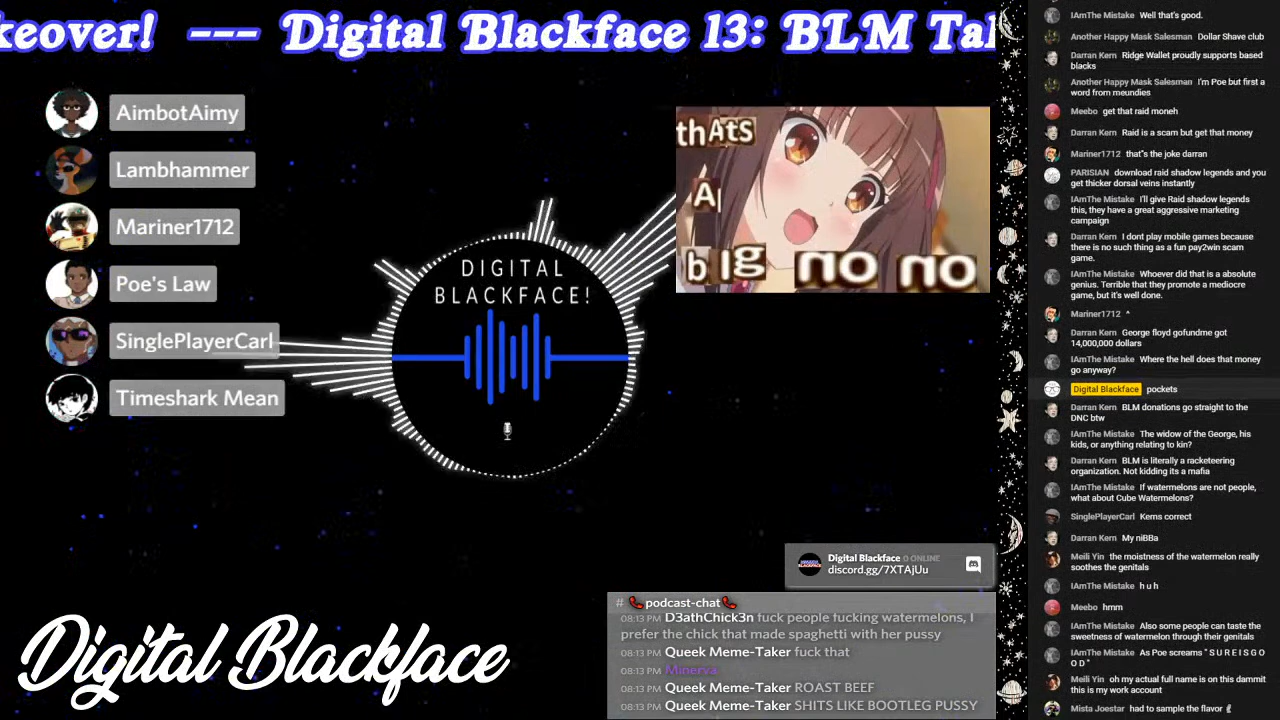 keover! --- Digital Blackface 13: BLM Tal
AimbotAimy
Lambhammer
Mariner1712
Poe's Law
SinglePlayerCarl
Timeshark Mean
DIGITAL
BLACKFACE!
thAtS
A
bIg no no
Digital Blackface 0 ONLINE
discord.gg/7XTAjUu
# podcast-chat
08:13 PM D3athChick3n fuck people fucking watermelons, I
prefer the chick that made spaghetti with her pussy
08:13 PM Queek Meme-Taker fuck that
08:13 PM Minerva
08:13 PM Queek Meme-Taker ROAST BEEF
08:13 PM Queek Meme-Taker SHITS LIKE BOOTLEG PUSSY
Digital Blackface
IAmThe Mistake Well that's good.
Another Happy Mask Salesman Dollar Shave club
Darran Kern Ridge Wallet proudly supports based
blacks
Another Happy Mask Salesman I'm Poe but first a
word from meundies
Meebo get that raid moneh
Darran Kern Raid is a scam but get that money
Mariner1712 that"s the joke darran
PARISIAN download raid shadow legends and you
get thicker dorsal veins instantly
IAmThe Mistake I'll give Raid shadow legends
this, they have a great aggressive marketing
campaign
Darran Kern I dont play mobile games because
there is no such thing as a fun pay2win scam
game.
IAmThe Mistake Whoever did that is a absolute
genius. Terrible that they promote a mediocre
game, but it's well done.
Mariner1712 ^
Darran Kern George floyd gofundme got
14,000,000 dollars
IAmThe Mistake Where the hell does that money
go anyway?
Digital Blackface pockets
Darran Kern BLM donations go straight to the
DNC btw
IAmThe Mistake The widow of the George, his
kids, or anything relating to kin?
Darran Kern BLM is literally a racketeering
organization. Not kidding its a mafia
IAmThe Mistake If watermelons are not people,
what about Cube Watermelons?
SinglePlayerCarl Kerns correct
Darran Kern My niBBa
Meili Yin the moistness of the watermelon really
soothes the genitals
IAmThe Mistake h u h
Meebo hmm
IAmThe Mistake Also some people can taste the
sweetness of watermelon through their genitals
IAmThe Mistake As Poe screams " S U R E I S G O
O D "
Meili Yin oh my actual full name is on this dammit
this is my work account
Mista Joestar had to sample the flavor